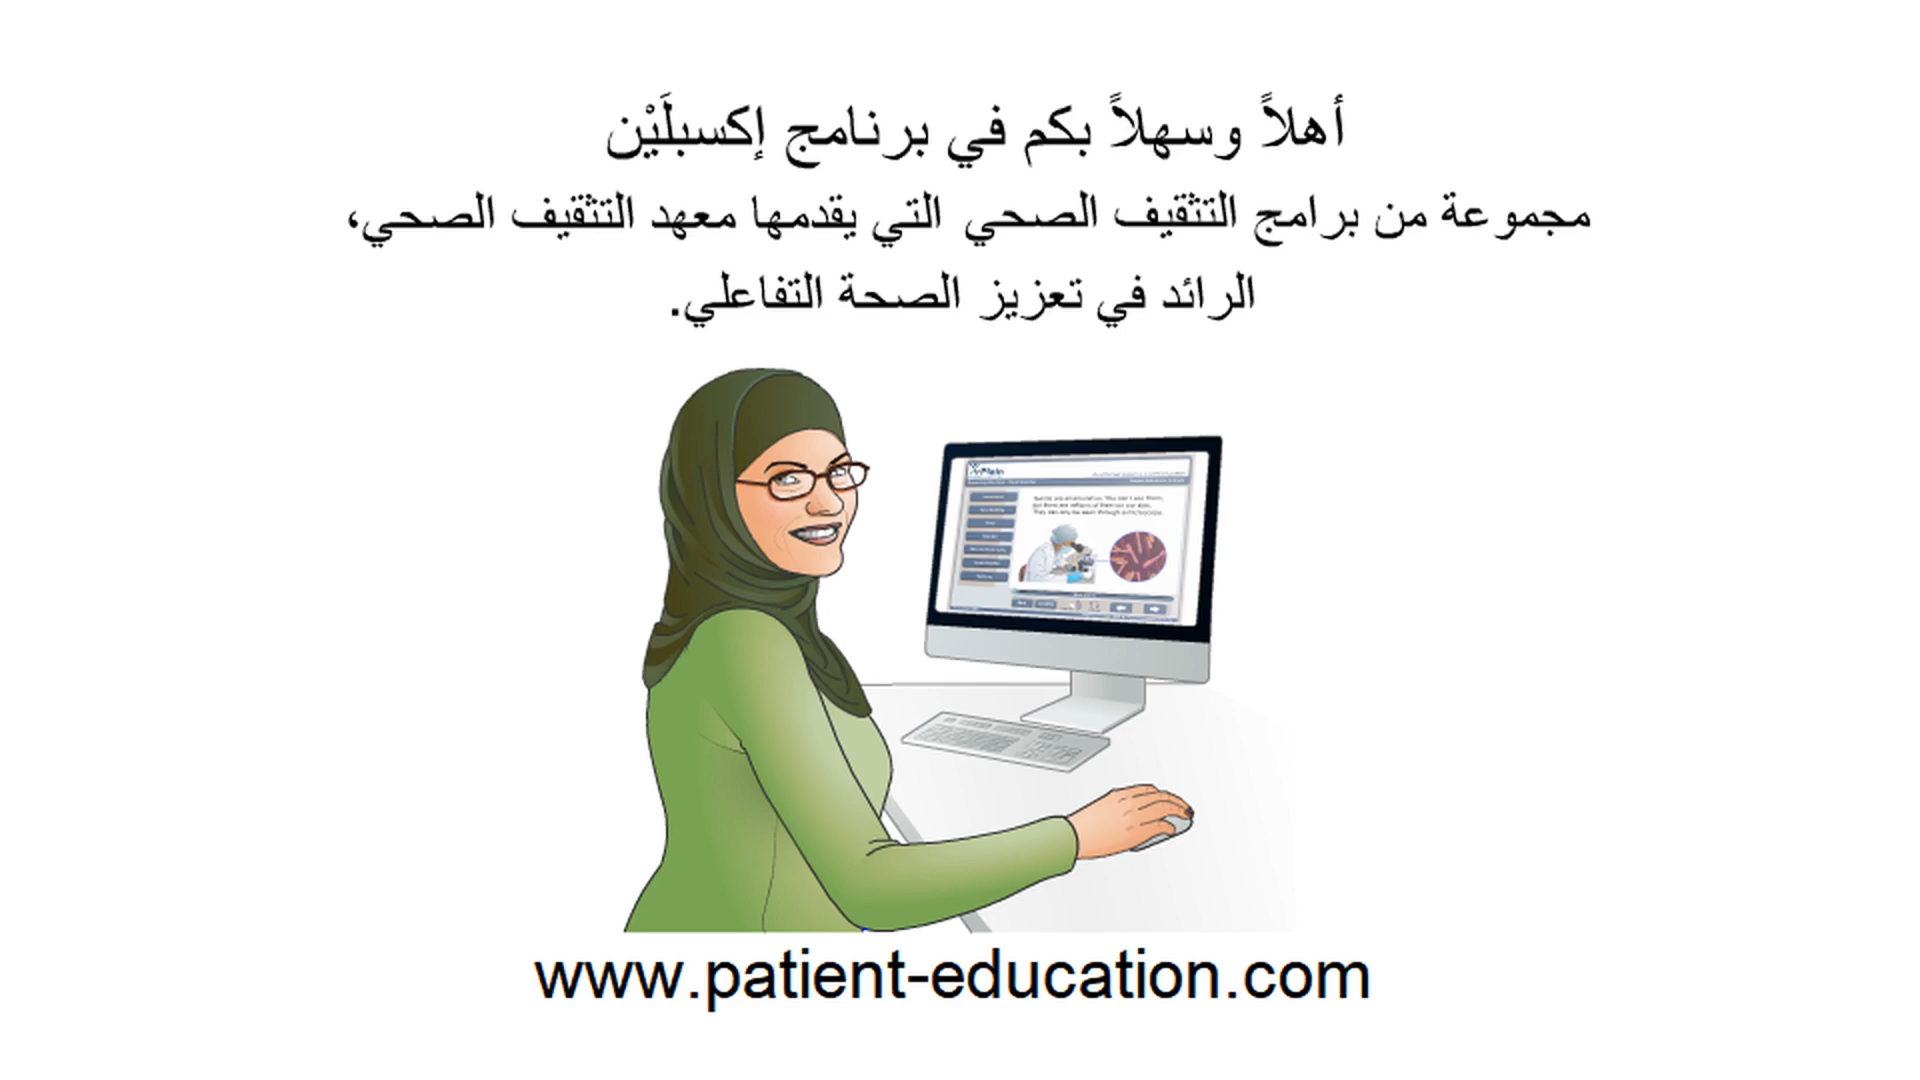 أهلاً وسهلاً بكم في برنامج إكسبلَيْن
مجموعة من برامج التثقيف الصحي التي يقدمها معهد التثقيف الصحي،
الرائد في تعزيز الصحة التفاعلي.
www.patient-education.com